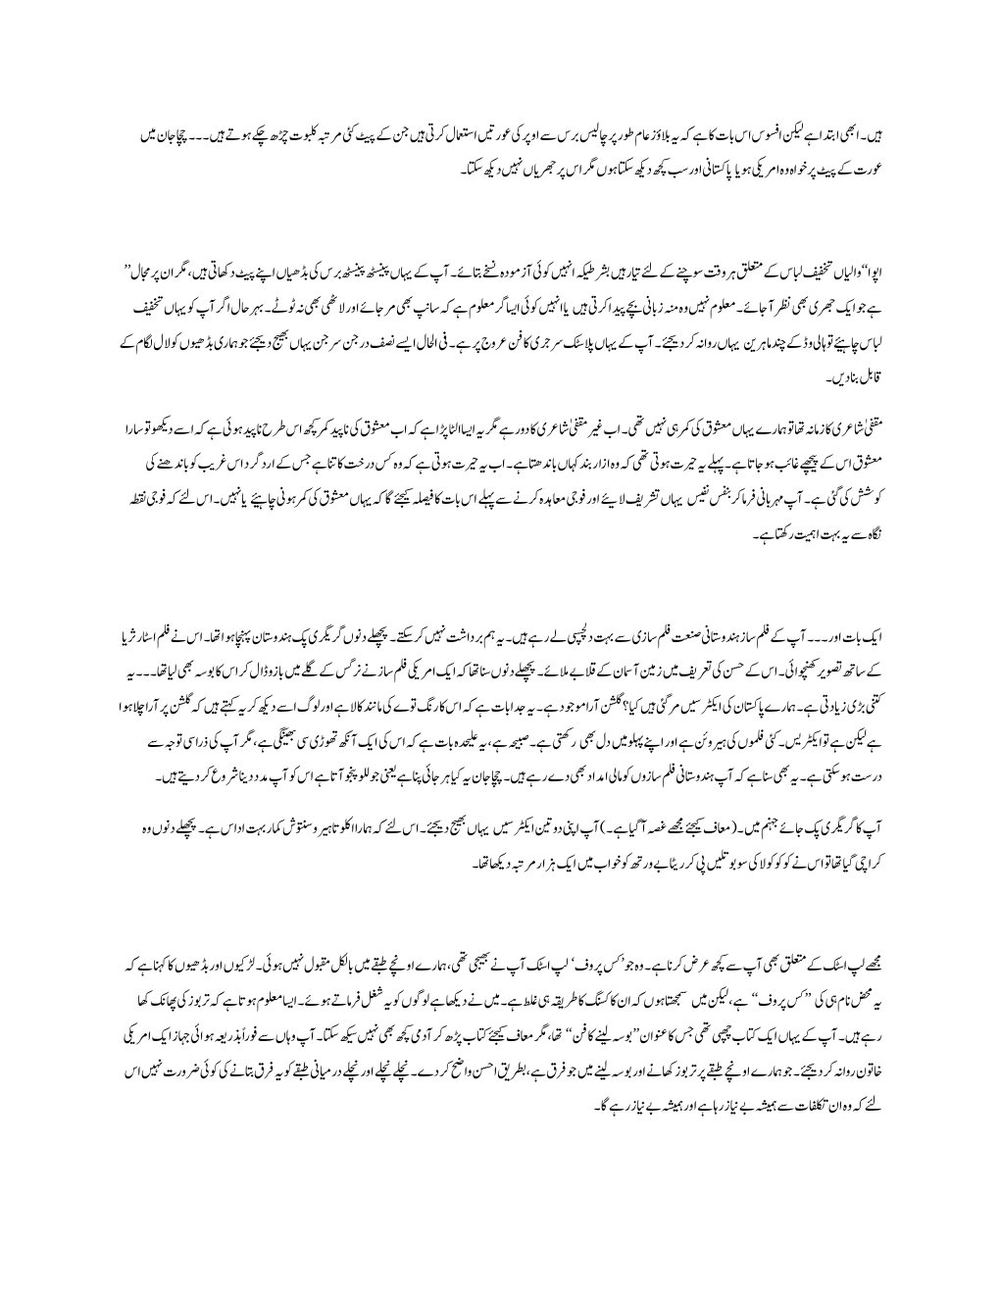 ہیں۔ ابھی ابتدا ہے لیکن افسوس اس بات کا ہے کہ یہ بلاؤز عام طور پر چالیس برس سے اوپر کی عورتیں استعمال کرتی ہیں جن کے پیٹ کئی مرتبہ کلبوت چڑھ چکے ہوتے ہیں۔۔۔ چچا جان میں
عورت کے پیٹ پر خواہ وہ امریکی ہو یا پاکستانی اور سب کچھ دیکھ سکتا ہوں مگر اس پر جھریاں نہیں دیکھ سکتا۔
اپوا‘‘ والیاں تخفیف لباس کے متعلق ہر وقت سوچنے کے لئے تیار ہیں بشرطیکہ انہیں کوئی آزمودہ نسخے بتائے۔ آپ کے یہاں پینسٹھ پینسٹھ برس کی بڈھیاں اپنے پیٹ دکھاتی ہیں، مگر ان پر مجال’’
ہے جو ایک جھری بھی نظر آ جائے۔ معلوم نہیں وہ منہ زبانی بچے پیدا کرتی ہیں یا انہیں کوئی ایسا گر معلوم ہے کہ سانپ بھی مر جائے اور لاٹھی بھی نہ ٹوٹے۔ بہرحال اگر آپ کو یہاں تخفیف
لباس چاہیئے تو ہالی وڈ کے چند ماہرین یہاں روانہ کر دیجئے۔ آپ کے یہاں پلاسٹک سرجری کا فن عروج پر ہے۔ فی الحال ایسے نصف درجن سرجن یہاں بھیج دیجئے جو ہماری بڈھیوں کو لال لگام کے
قابل بنا دیں۔
مقفیٰ شاعری کا زمانہ تھا تو ہمارے یہاں معشوق کی کمر ہی نہیں تھی۔ اب غیر مقفیٰ شاعری کا دور ہے مگر یہ ایسا الٹا پڑا ہے کہ اب معشوق کی ناپید کمر کچھ اس طرح ناپید ہوئی ہے کہ اسے دیکھو تو سارا
معشوق اس کے پیچھے غائب ہو جاتا ہے۔ پہلے یہ حیرت ہوتی تھی کہ وہ ازار بند کہاں باندھتا ہے۔ اب یہ حیرت ہوتی ہے کہ وہ کس درخت کا تنا ہے جس کے ارد گرد اس غریب کو باندھنے کی
کوشش کی گئی ہے۔ آپ مہربانی فرما کر بنفس نفیس یہاں تشریف لائیے اور فوجی معاہدہ کرنے سے پہلے اس بات کا فیصلہ کیجئے گا کہ یہاں معشوق کی کمر ہونی چاہیئے یا نہیں۔ اس لئے کہ فوجی نقطہ
نگاہ سے یہ بہت اہمیت رکھتا ہے۔
ایک بات اور۔۔۔ آپ کے فلم ساز ہندوستانی صنعت فلم سازی سے بہت دلچسپی لے رہے ہیں۔ یہ ہم برداشت نہیں کر سکتے۔ پچھلے دنوں گریگری پک ہندوستان پہنچا ہوا تھا۔ اس نے فلم اسٹار ثریا
کے ساتھ تصویر کھنچوائی۔ اس کے حسن کی تعریف میں زمین آسمان کے قلابے ملائے۔ پچھلے دنوں سنا تھا کہ ایک امریکی فلم ساز نے نرگس کے گلے میں بازو ڈال کر اس کا بوسہ بھی لیا تھا۔۔۔ یہ
کتنی بڑی زیادتی ہے۔ ہمارے پاکستان کی ایکٹرسیں مر گئی ہیں کیا؟ گلشن آرا موجود ہے۔ یہ جدا بات ہے کہ اس کا رنگ توے کی مانند کالا ہے اور لوگ اسے دیکھ کر یہ کہتے ہیں کہ گلشن پر آرا چلا ہوا
ہے لیکن ہے تو ایکٹریس۔ کئی فلموں کی ہیروئن ہے اور اپنے پہلو میں دل بھی رکھتی ہے۔ صبیحہ ہے، یہ علیحدہ بات ہے کہ اس کی ایک آنکھ تھوڑی سی بھینگی ہے، مگر آپ کی ذرا سی توجہ سے
درست ہو سکتی ہے۔ یہ بھی سنا ہے کہ آپ ہندوستانی فلم سازوں کو مالی امداد بھی دے رہے ہیں۔ چچا جان یہ کیا ہرجائی پنا ہے یعنی جو للو پنجو آتا ہے اس کو آپ مدد دینا شروع کر دیتے ہیں۔
آپ کا گریگری پک جائے جہنم میں۔ (معاف کیجئے مجھے غصہ آ گیا ہے۔) آپ اپنی دو تین ایکٹرسیں یہاں بھیج دیجئے۔ اس لئے کہ ہمارا اکلوتا ہیرو سنتوش کمار بہت اداس ہے۔ پچھلے دنوں وہ
کراچی گیا تھا تو اس نے کوکو کولا کی سو بوتلیں پی کر ریٹا ہے ورتھ کو خواب میں ایک ہزار مرتبہ دیکھا تھا۔
مجھے لپ اسٹک کے متعلق بھی آپ سے کچھ عرض کرنا ہے۔ وہ جو ’کس پروف‘ لپ اسٹک آپ نے بھیجی تھی، ہمارے اونچے طبقے میں بالکل مقبول نہیں ہوئی۔ لڑکیوں اور بڈھیوں کا کہنا ہے کہ
یہ محض نام ہی کی ’’کس پروف‘‘ ہے، لیکن میں سمجھتا ہوں کہ ان کا کسنگ کا طریقہ ہی غلط ہے۔ میں نے دیکھا ہے لوگوں کو یہ شغل فرماتے ہوئے۔ ایسا معلوم ہوتا ہے کہ تربوز کی پھانک کھا
رہے ہیں۔ آپ کے یہاں ایک کتاب چھپی تھی جس کا عنوان ’’بوسہ لینے کا فن‘‘ تھا، مگر معاف کیجئے کتاب پڑھ کر آدمی کچھ بھی نہیں سیکھ سکتا۔ آپ وہاں سے فوراً بذریعہ ہوائی جہاز ایک امریکی
خاتون روانہ کر دیجئے۔ جو ہمارے اونچے طبقے پر تربوز کھانے اور بوسہ لینے میں جو فرق ہے، بطریق احسن واضح کر دے۔ نچلے نچلے اور نچلے درمیانی طبقے کو یہ فرق بتانے کی کوئی ضرورت نہیں اس
لئے کہ وہ ان تکلفات سے ہمیشہ بے نیاز رہا ہے اور ہمیشہ بے نیاز رہے گا۔